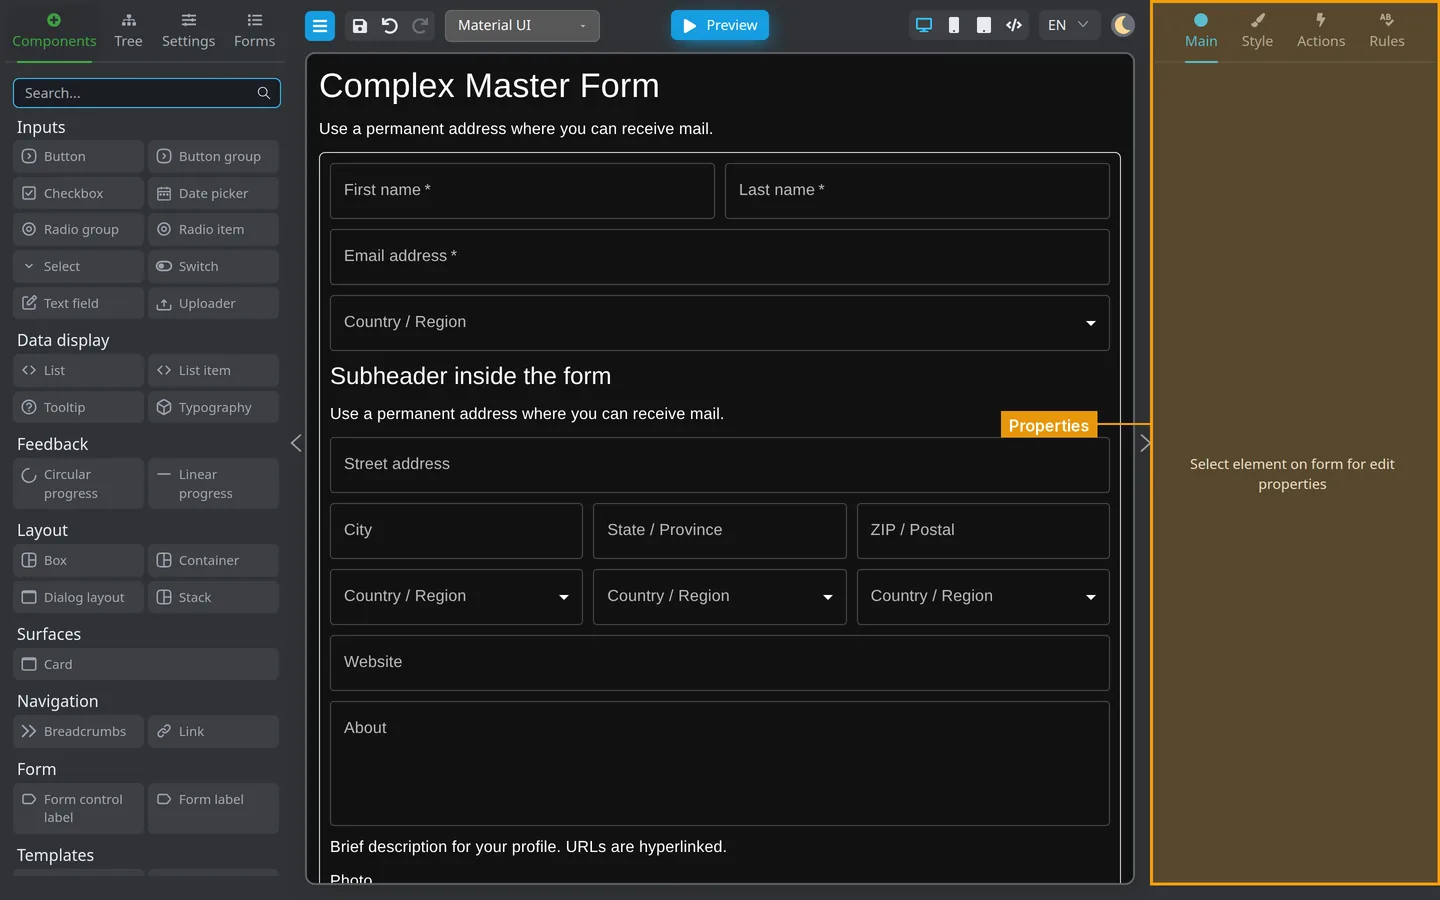 Components
Tree
Settings
Forms
Material UI
Preview
EN
Main
Style
Actions
Rules
Search...
Inputs
Button
Button group
Checkbox
Date picker
Radio group
Radio item
Select
Switch
Text field
Uploader
Data display
List
List item
Tooltip
Typography
Feedback
Circular
progress
Linear
progress
Layout
Box
Container
Dialog layout
Stack
Surfaces
Card
Navigation
Breadcrumbs
Link
Form
Form control
label
Form label
Templates
Complex Master Form
Use a permanent address where you can receive mail.
First name *
Last name *
Email address *
Country / Region
Subheader inside the form
Use a permanent address where you can receive mail.
Street address
City
State / Province
ZIP / Postal
Country / Region
Country / Region
Country / Region
Website
About
Brief description for your profile. URLs are hyperlinked.
Photo
Properties
Select element on form for edit
properties